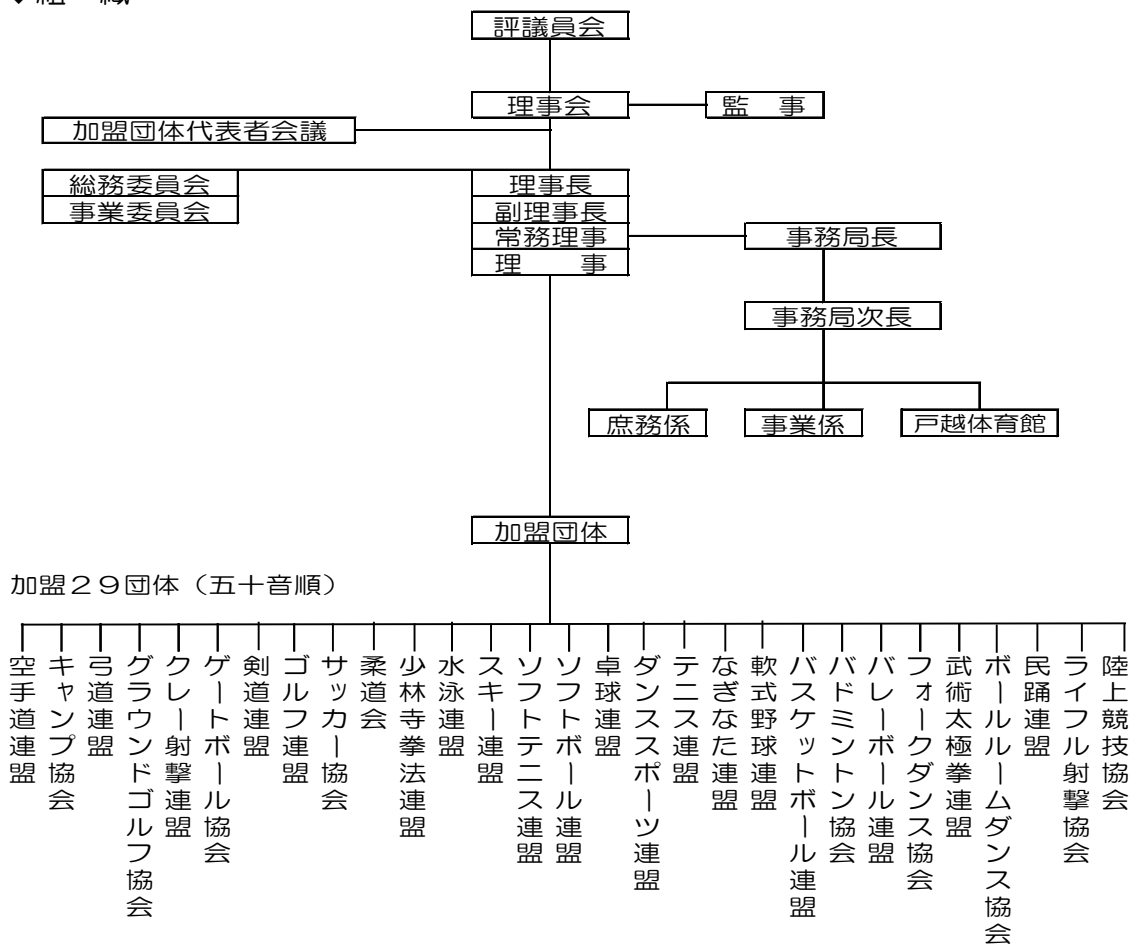 評議員会
理事会
監　事
加盟団体代表者会議
総務委員会
事業委員会
理事長
副理事長
常務理事
理　　事
事務局長
事務局次長
庶務係
事業係
戸越体育館
加盟団体
加盟２９団体（五十音順）
空手道連盟
キャンプ協会
弓道連盟
グラウンドゴルフ協会
クレー射撃連盟
ゲートボール協会
剣道連盟
ゴルフ連盟
サッカー協会
柔道会
少林寺拳法連盟
水泳連盟
スキー連盟
ソフトテニス連盟
ソフトボール連盟
卓球連盟
ダンススポーツ連盟
テニス連盟
なぎなた連盟
軟式野球連盟
バスケットボール連盟
バドミントン協会
バレーボール連盟
フォークダンス協会
武術太極拳連盟
ボールルームダンス協会
民踊連盟
ライフル射撃協会
陸上競技協会